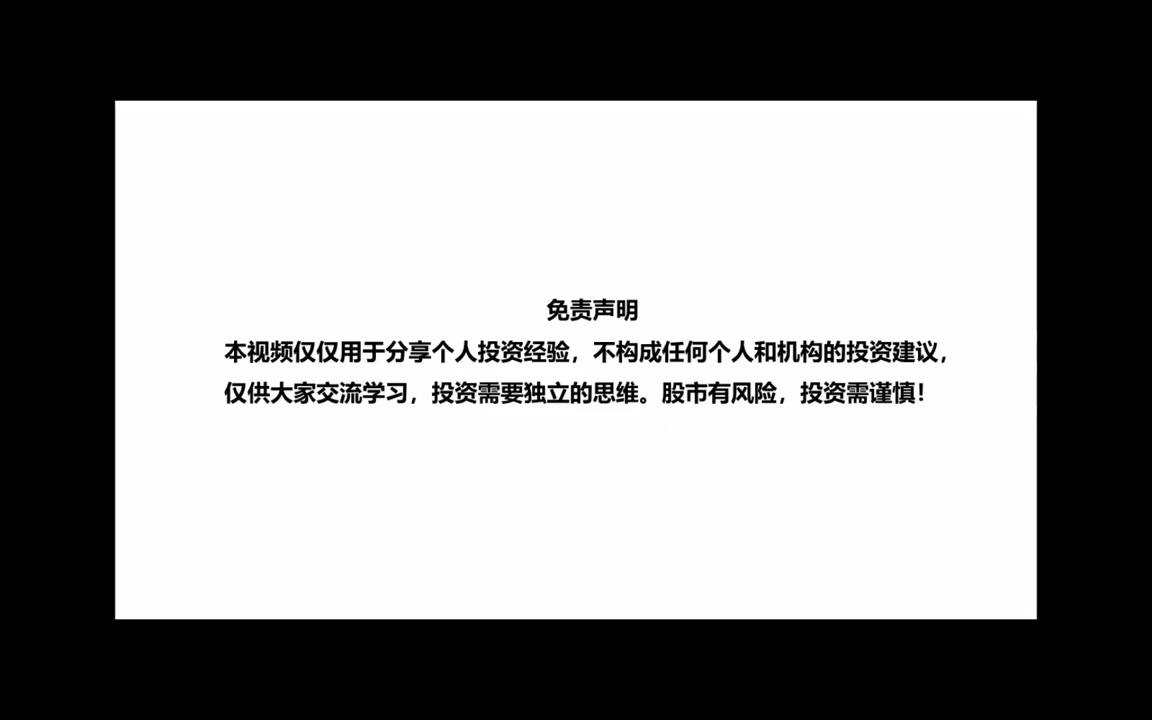 免责声明
本视频仅仅用于分享个人投资经验，不构成任何个人和机构的投资建议，
仅供大家交流学习，投资需要独立的思维。股市有风险，投资需谨慎！